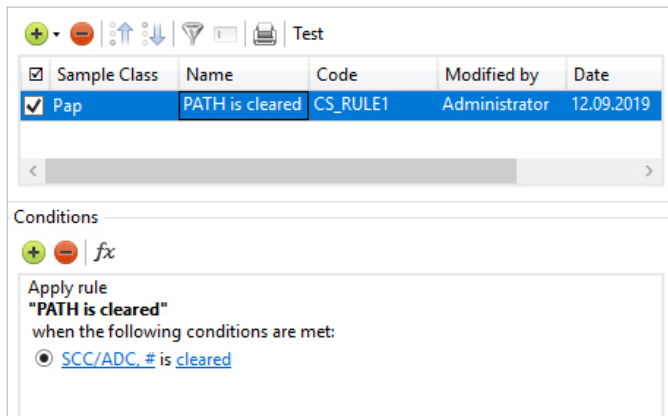 Test
Sample Class Name Code Modified by Date
Pap PATH is cleared CS_RULE1 Administrator 12.09.2019
Conditions
fx
Apply rule
"PATH is cleared"
when the following conditions are met:
SCC/ADC, # is cleared